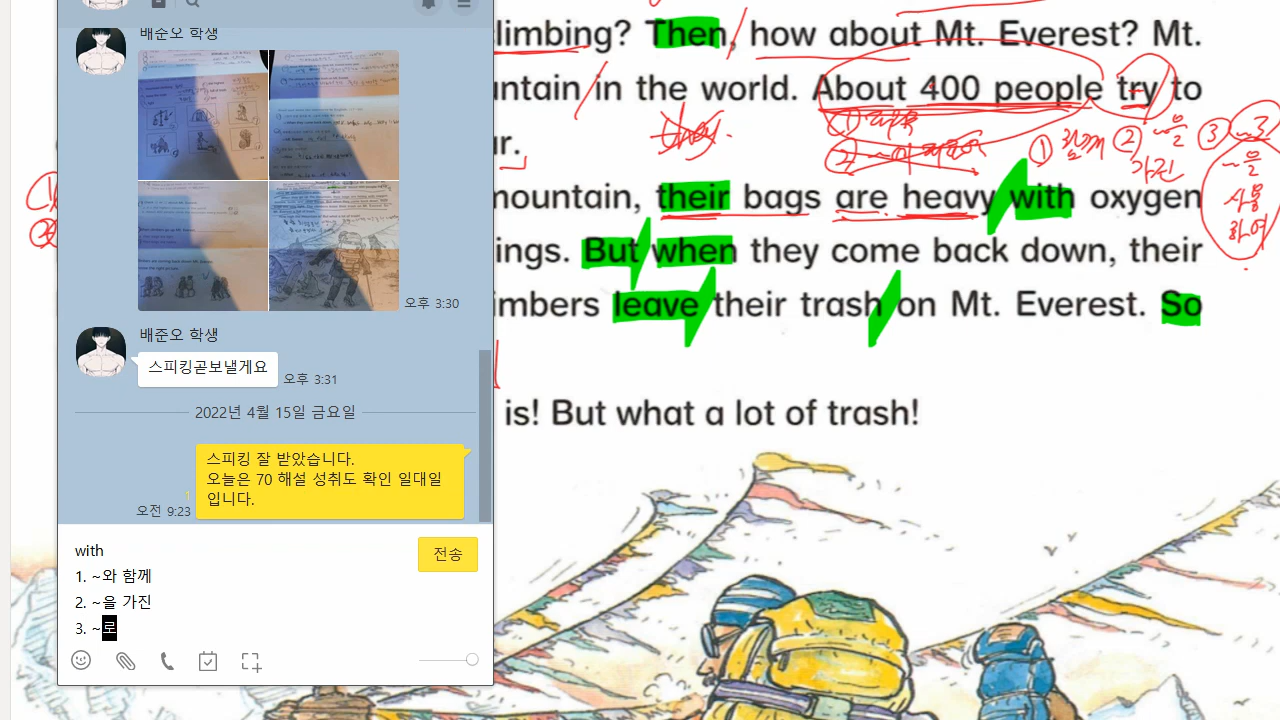 배준오 학생
오후 3:30
배준오 학생
스피킹곧보낼게요
오후 3:31
2022년 4월 15일 금요일
스피킹 잘 받았습니다.
오늘은 70 해설 성취도 확인 일대일
입니다.
1
오전 9:23
with
1. ~와 함께
2. ~을 가진
3. ~로
전송
limbing? Then, how about Mt. Everest? Mt.
untain in the world. About 400 people try to
ur.
they.
① 함께 ② ~을 가진 ③ ~로
~을
사용
하여
mountain, their bags are heavy with oxygen
ings. But when they come back down, their
imbers leave their trash on Mt. Everest. So
is! But what a lot of trash!